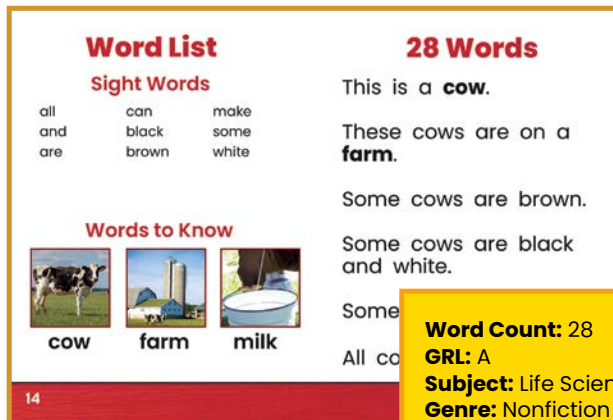 Word List
Sight Words
all can make
and black some
are brown white
Words to Know
cow farm milk
14
28 Words
This is a cow.
These cows are on a
farm.
Some cows are brown.
Some cows are black
and white.
Some
All
Word Count: 28
GRL: A
Subject: Life
Genre: Nonfiction